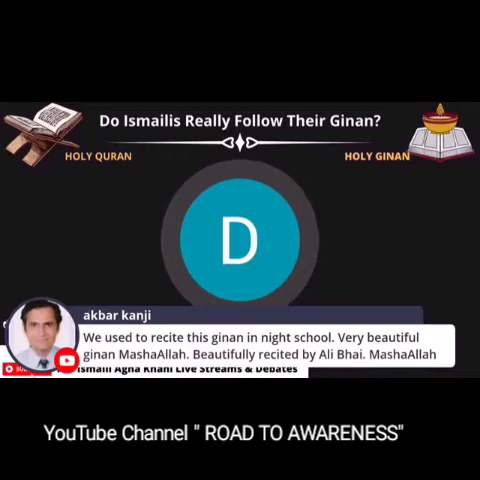 Do Ismailis Really Follow Their Ginan?
HOLY QURAN
HOLY GINAN
D
akbar kanji
We used to recite this ginan in night school. Very beautiful
ginan MashaAllah. Beautifully recited by Ali Bhai. MashaAllah
Ismaili Agha Khani Live Streams & Debates
YouTube Channel " ROAD TO AWARENESS"